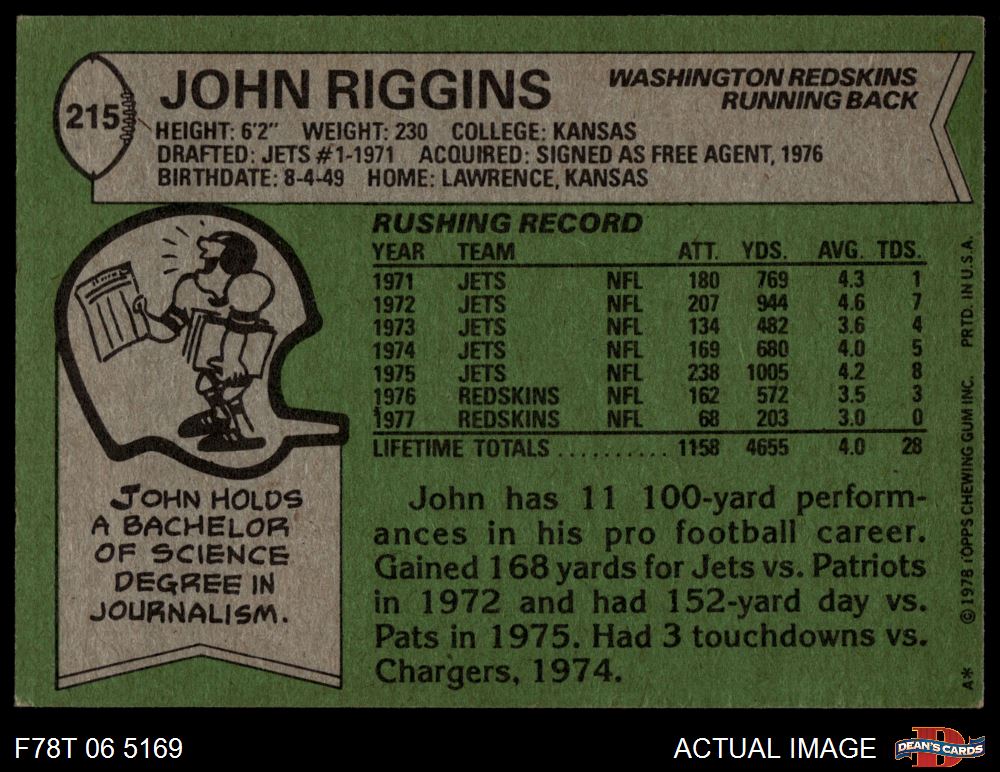 215
JOHN RIGGINS
WASHINGTON REDSKINS
RUNNING BACK
HEIGHT: 6'2" WEIGHT: 230 COLLEGE: KANSAS
DRAFTED: JETS #1-1971 ACQUIRED: SIGNED AS FREE AGENT, 1976
BIRTHDATE: 8-4-49 HOME: LAWRENCE, KANSAS
RUSHING RECORD
YEAR TEAM ATT. YDS. AVG. TDS.
1971 JETS NFL 180 769 4.3 1
1972 JETS NFL 207 944 4.6 7
1973 JETS NFL 134 482 3.6 4
1974 JETS NFL 169 680 4.0 5
1975 JETS NFL 238 1005 4.2 8
1976 REDSKINS NFL 162 572 3.5 3
1977 REDSKINS NFL 68 203 3.0 0
LIFETIME TOTALS .......... 1158 4655 4.0 28
JOHN HOLDS
A BACHELOR
OF SCIENCE
DEGREE IN
JOURNALISM.
John has 11 100-yard perform-
ances in his pro football career.
Gained 168 yards for Jets vs. Patriots
in 1972 and had 152-yard day vs.
Pats in 1975. Had 3 touchdowns vs.
Chargers, 1974.
A* © 1978 TOPPS CHEWING GUM INC. PRTD. IN U.S.A.
F78T 06 5169
ACTUAL IMAGE
D
DEAN'S CARDS